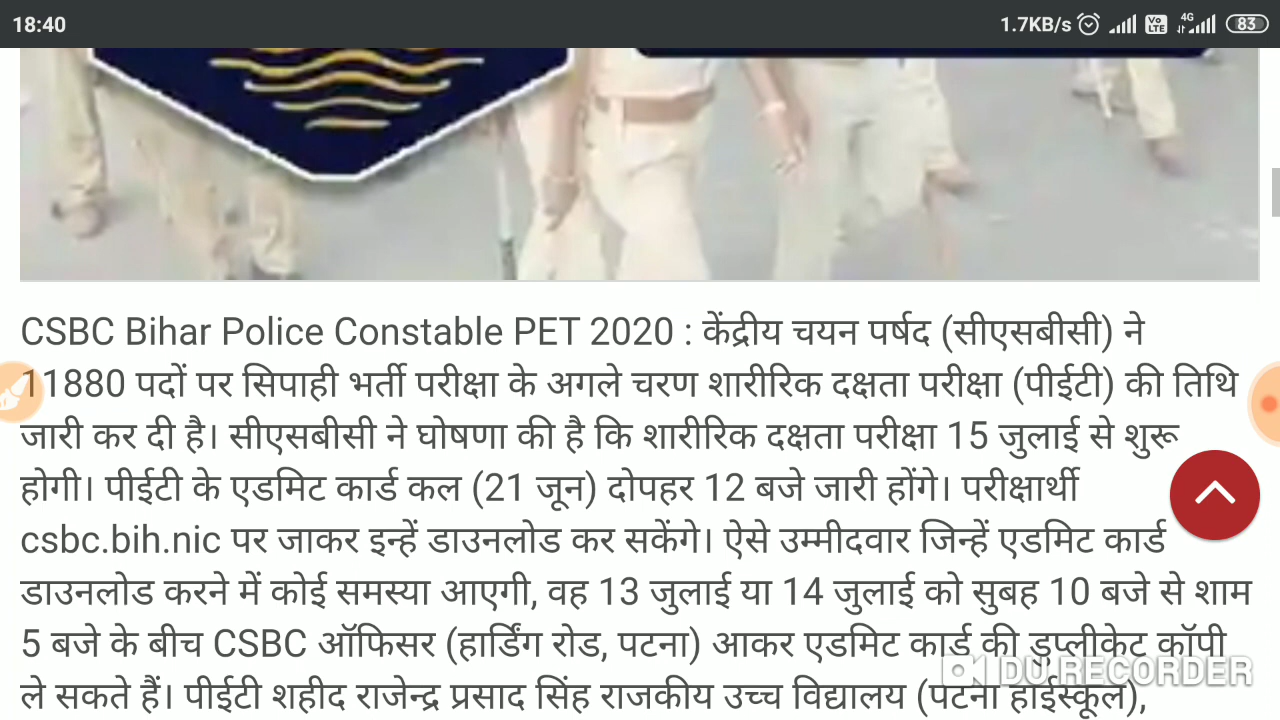 18:40
1.7KB/s Vo LTE 4G 83
CSBC Bihar Police Constable PET 2020 : केंद्रीय चयन पर्षद (सीएसबीसी) ने
11880 पदों पर सिपाही भर्ती परीक्षा के अगले चरण शारीरिक दक्षता परीक्षा (पीईटी) की तिथि
जारी कर दी है। सीएसबीसी ने घोषणा की है कि शारीरिक दक्षता परीक्षा 15 जुलाई से शुरू
होगी। पीईटी के एडमिट कार्ड कल (21 जून) दोपहर 12 बजे जारी होंगे। परीक्षार्थी
csbc.bih.nic पर जाकर इन्हें डाउनलोड कर सकेंगे। ऐसे उम्मीदवार जिन्हें एडमिट कार्ड
डाउनलोड करने में कोई समस्या आएगी, वह 13 जुलाई या 14 जुलाई को सुबह 10 बजे से शाम
5 बजे के बीच CSBC ऑफिसर (हार्डिंग रोड, पटना) आकर एडमिट कार्ड की डुप्लीकेट कॉपी
ले सकते हैं। पीईटी शहीद राजेन्द्र प्रसाद सिंह राजकीय उच्च विद्यालय (पटना हाईस्कूल),
DU RECORDER